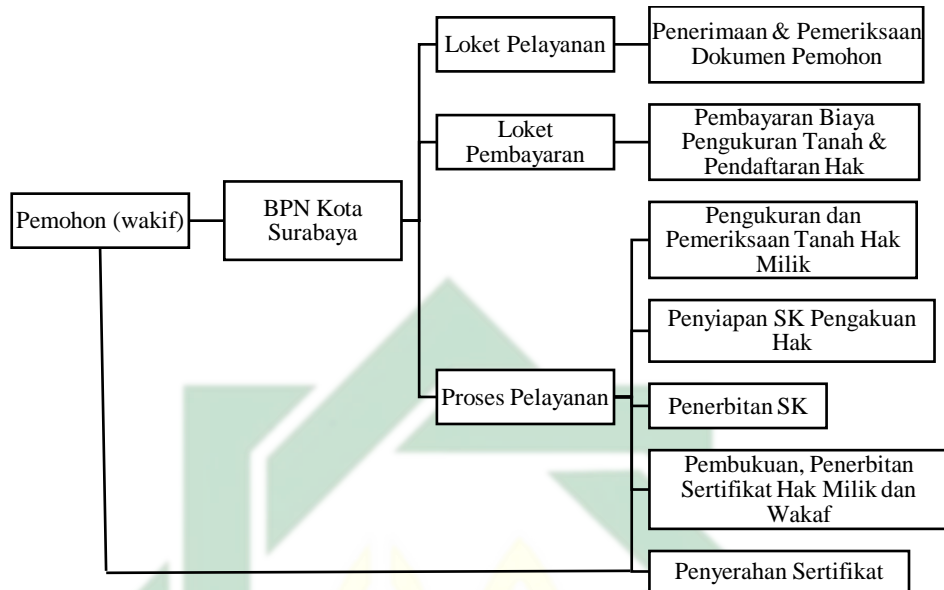 Loket Pelayanan
Penerimaan & Pemeriksaan
Dokumen Pemohon
Loket
Pembayaran
Pembayaran Biaya
Pengukuran Tanah &
Pendaftaran Hak
Pemohon (wakif)
BPN Kota
Surabaya
Pengukuran dan
Pemeriksaan Tanah Hak
Milik
Penyiapan SK Pengakuan
Hak
Proses Pelayanan
Penerbitan SK
Pembukuan, Penerbitan
Sertifikat Hak Milik dan
Wakaf
Penyerahan Sertifikat